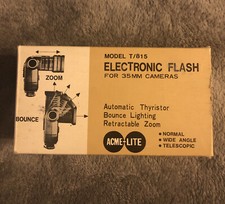 MODEL T/615
ELECTRONIC FLASH
FOR 35MM CAMERAS
ZOOM
BOUNCE
Automatic Thyristor
Bounce Lighting
Retractable Zoom
ACME-LITE
• NORMAL
• WIDE ANGLE
• TELESCOPIC